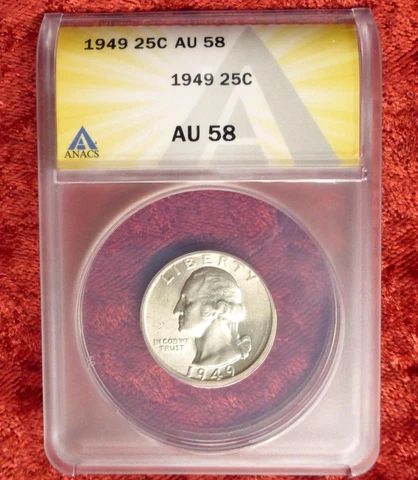 1949 25C AU 58
1949 25C
AU 58
ANACS
LIBERTY
IN GOD WE
TRUST
1949